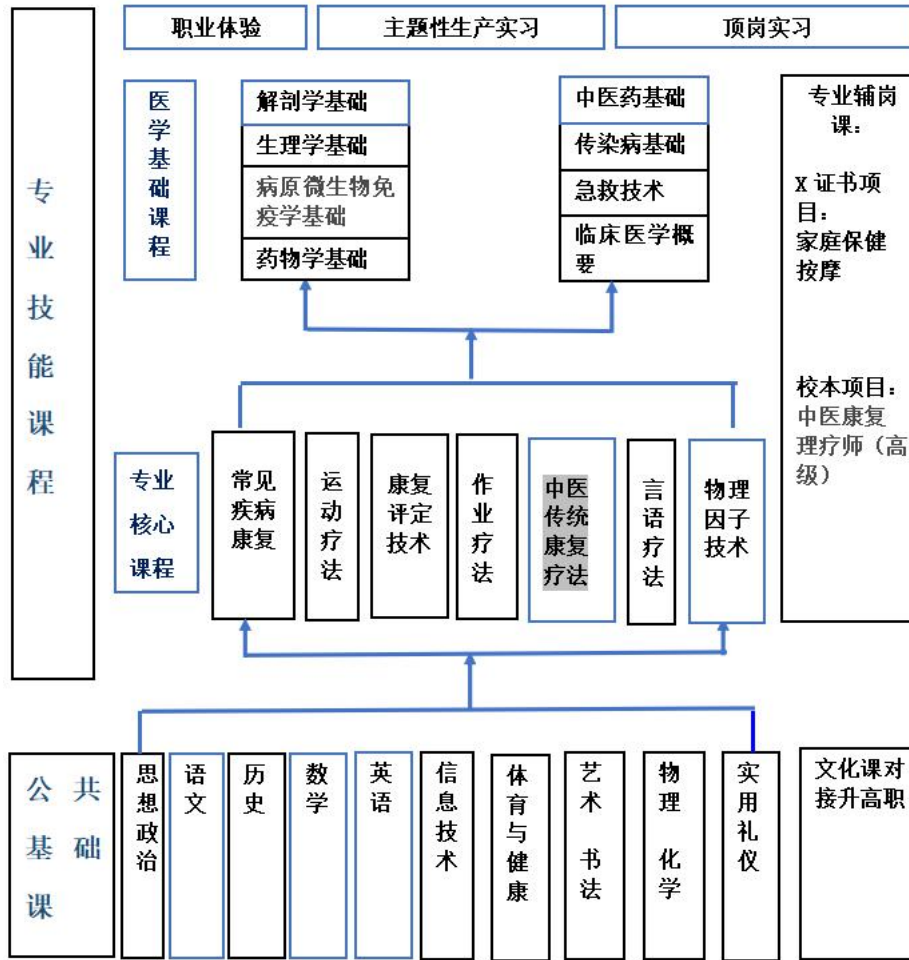 职业体验
主题性生产实习
顶岗实习
专业技能课程
医学基础课程
解剖学基础
生理学基础
病原微生物免
疫学基础
药物学基础
中医药基础
传染病基础
急救技术
临床医学概
要
专业辅岗
课：
X 证书项
目：
家庭保健
按摩
校本项目：
中医康复
理疗师（高
级）
专业
核心
课程
常见
疾病
康复
运动疗法
康复
评定
技术
作业疗法
中医
传统
康复
疗法
言语疗法
物理
因子
技术
公共
基础
课
思想政治
语文
历史
数学
英语
信息技术
体育与健康
艺术 书法
物理 化学
实用礼仪
文化课对
接升高职